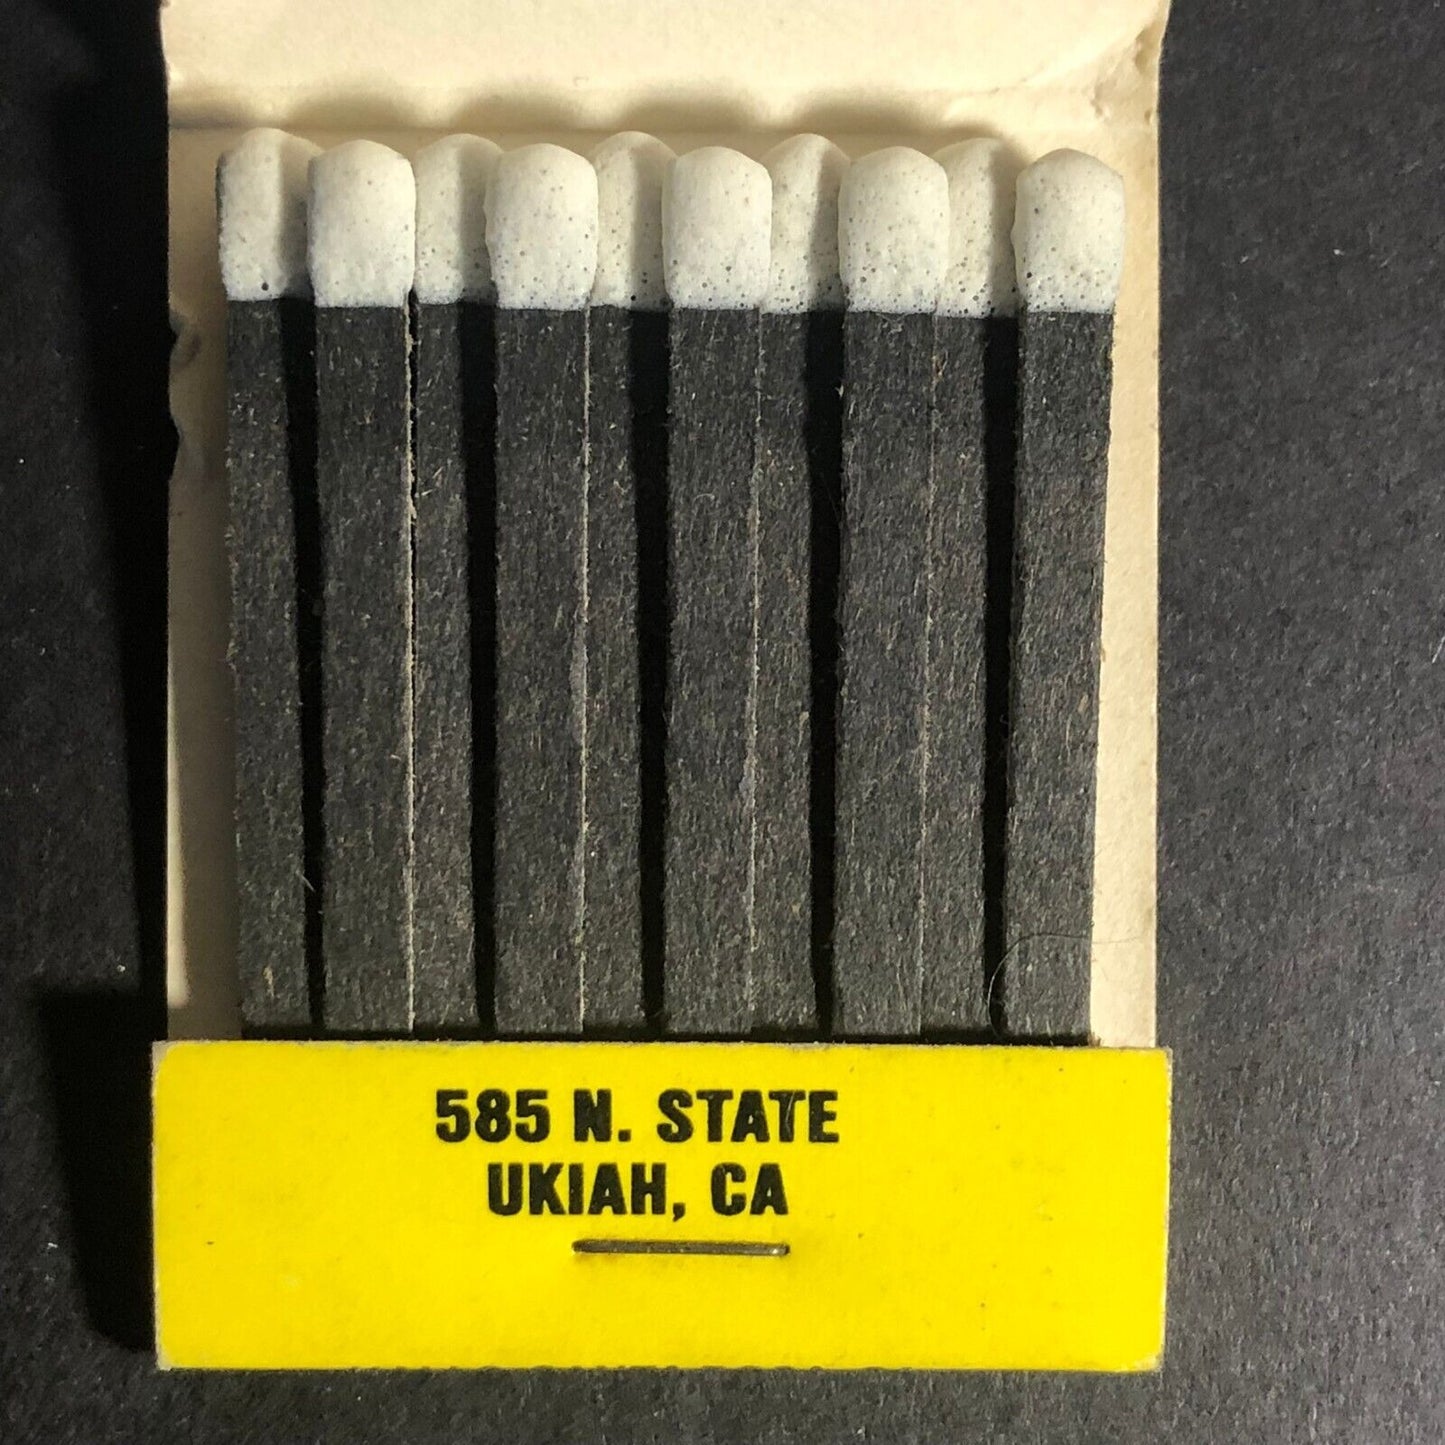 585 N. STATE
UKIAH, CA